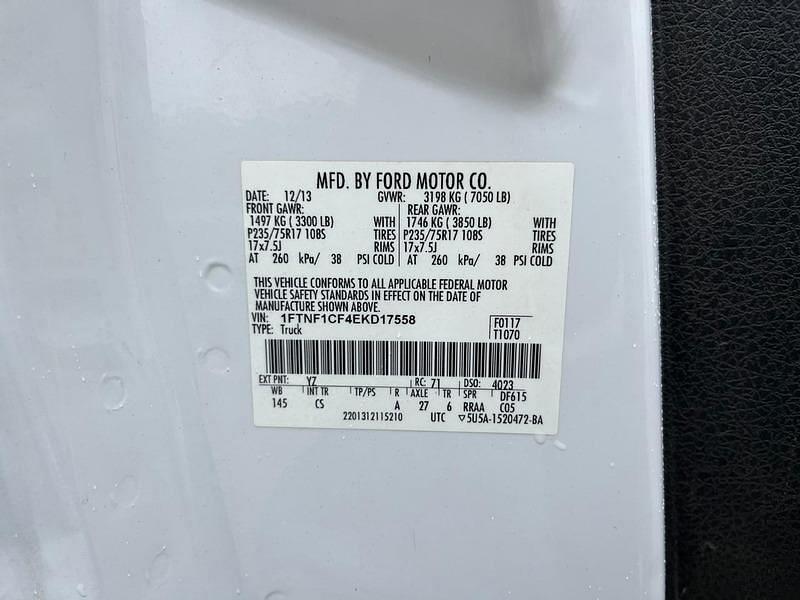 MFD. BY FORD MOTOR CO.
DATE: 12/13 GVWR: 3198 KG ( 7050 LB)
FRONT GAWR: REAR GAWR:
1497 KG ( 3300 LB) WITH 1746 KG ( 3850 LB) WITH
P235/75R17 108S TIRES P235/75R17 108S TIRES
17x7.5J RIMS 17x7.5J RIMS
AT 260 kPa/ 38 PSI COLD AT 260 kPa/ 38 PSI COLD
THIS VEHICLE CONFORMS TO ALL APPLICABLE FEDERAL MOTOR
VEHICLE SAFETY STANDARDS IN EFFECT ON THE DATE OF
MANUFACTURE SHOWN ABOVE.
VIN: 1FTNF1CF4EKD17558 F0117
TYPE: Truck T1070
EXT PNT: YZ RC: 71 DSO: 4023
WB INT TR TP/PS R AXLE TR SPR DF615
145 CS A 27 6 RRAA C05
2201312115210 UTC ▽5U5A-1520472-BA